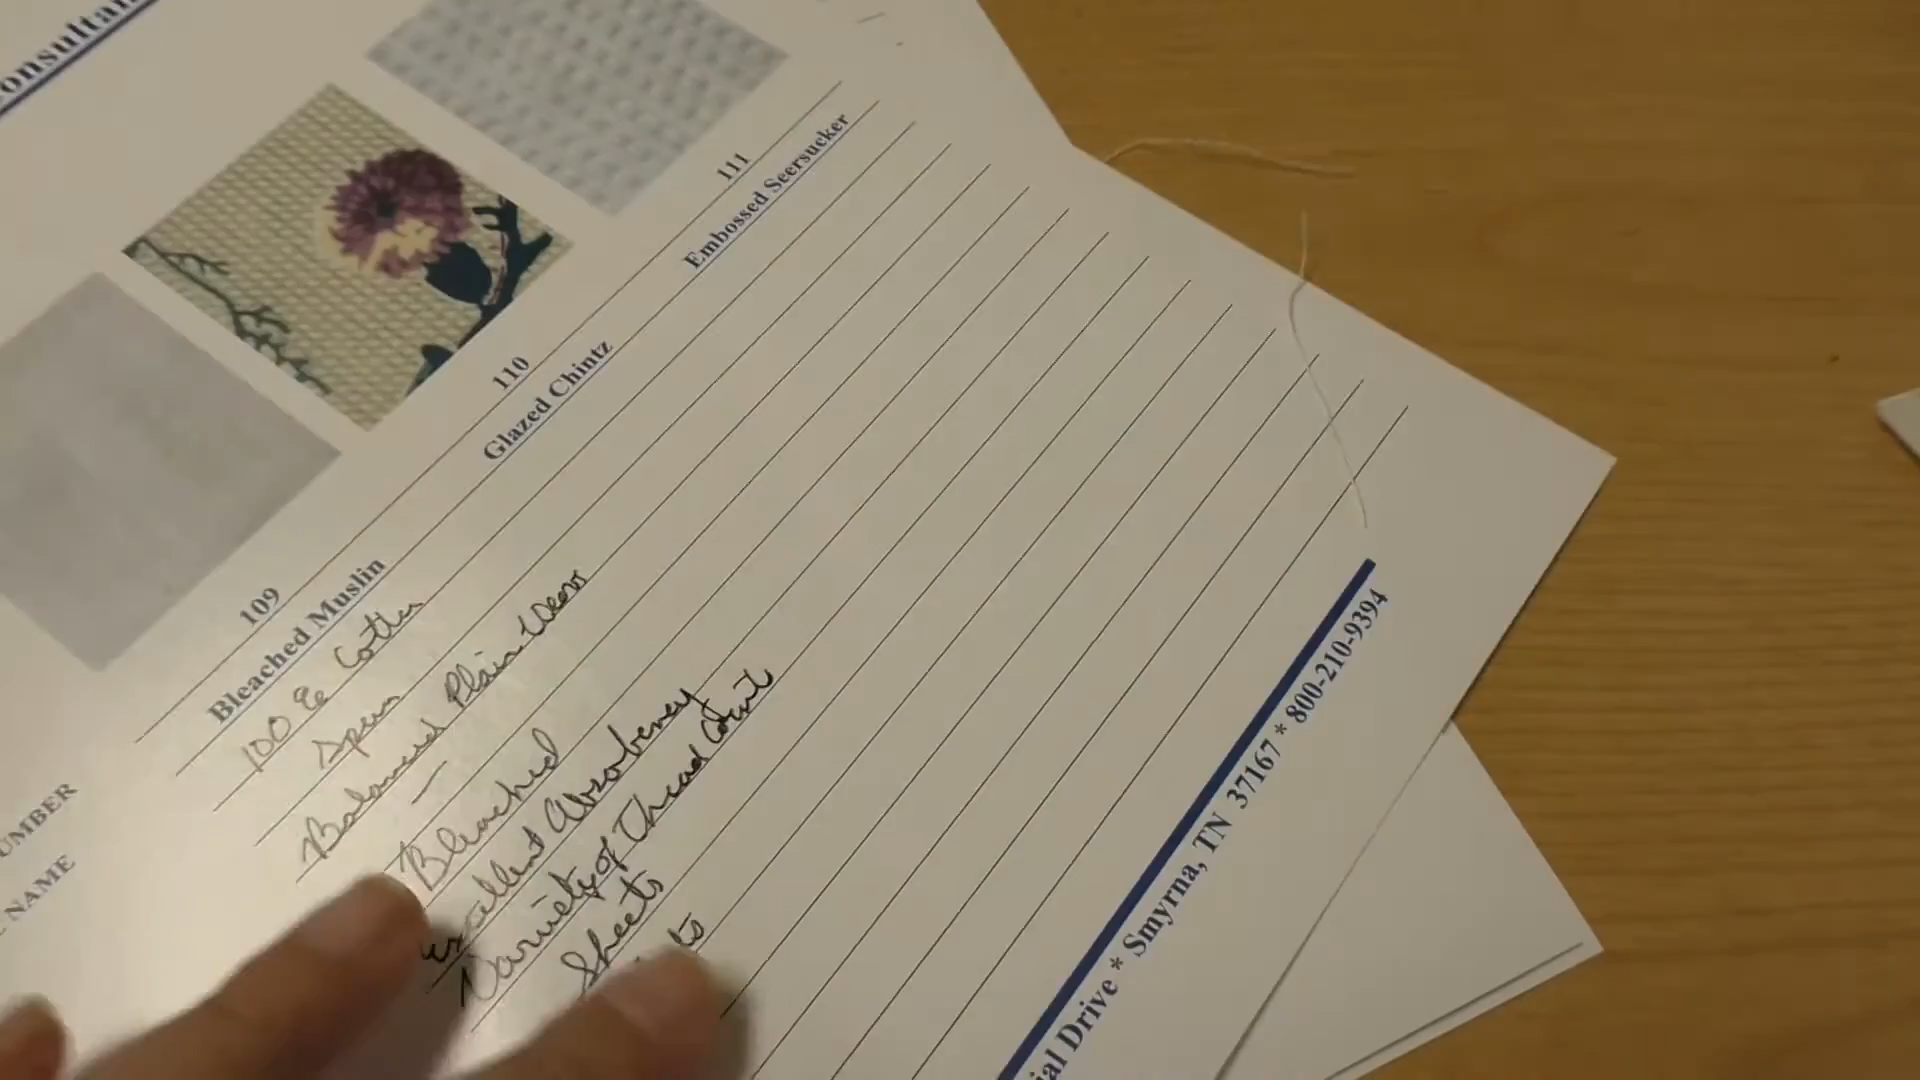 onsultan
109
110
111
Bleached Muslin
Glazed Chintz
Embossed Seersucker
100 % Cotton
Spun
Balanced Plain Weave
Bleached
Absorbency
Variety of Thread Count
Sheets
UMBER
NAME
ial Drive * Smyrna, TN 37167 * 800-210-9394